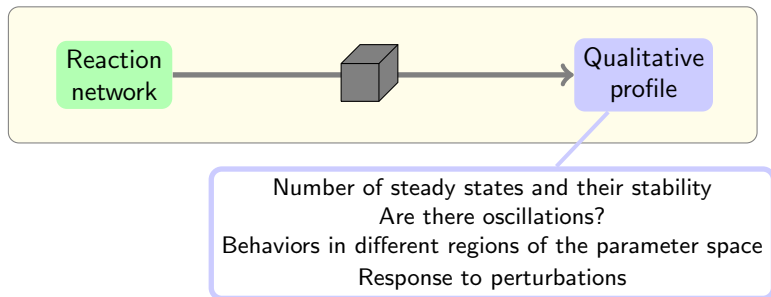 Reaction
network
Qualitative
profile
Number of steady states and their stability
Are there oscillations?
Behaviors in different regions of the parameter space
Response to perturbations